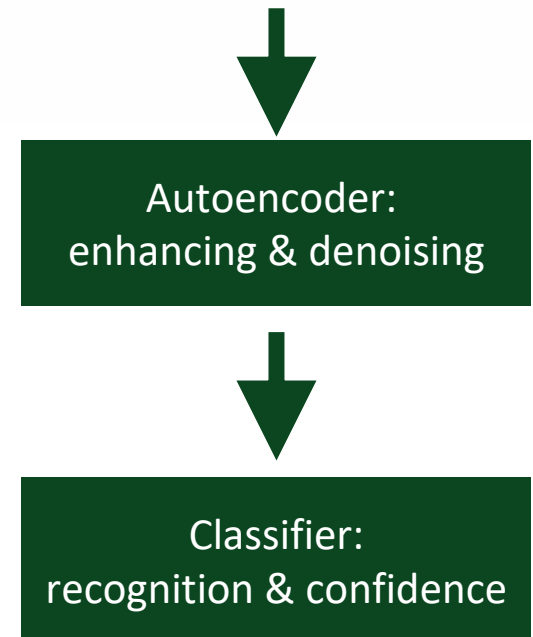 Autoencoder:
enhancing & denoising
Classifier:
recognition & confidence